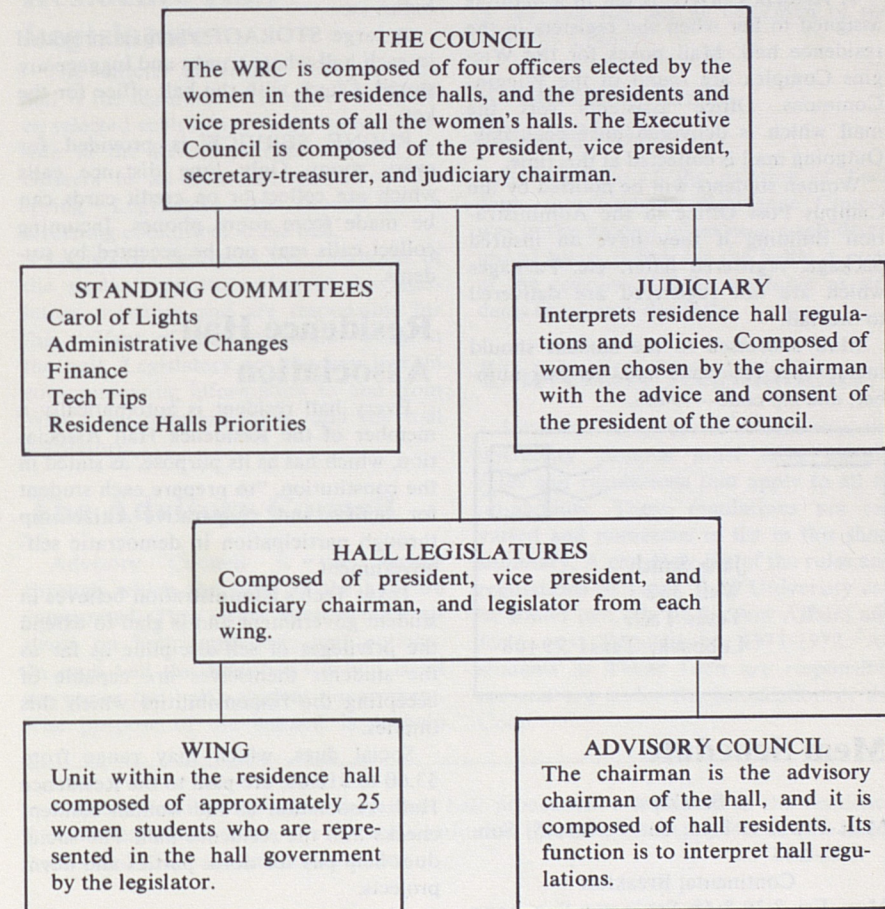 THE COUNCIL
The WRC is composed of four officers elected by the
women in the residence halls, and the presidents and
vice presidents of all the women's halls. The Executive
Council is composed of the president, vice president,
secretary-treasurer, and judiciary chairman.
STANDING COMMITTEES
Carol of Lights
Administrative Changes
Finance
Tech Tips
Residence Halls Priorities
JUDICIARY
Interprets residence hall regula-
tions and policies. Composed of
women chosen by the chairman
with the advice and consent of
the president of the council.
HALL LEGISLATURES
Composed of president, vice president, and
judiciary chairman, and legislator from each
wing.
WING
Unit within the residence hall
composed of approximately 25
women students who are repre-
sented in the hall government
by the legislator.
ADVISORY COUNCIL
The chairman is the advisory
chairman of the hall, and it is
composed of hall residents. Its
function is to interpret hall regu-
lations.